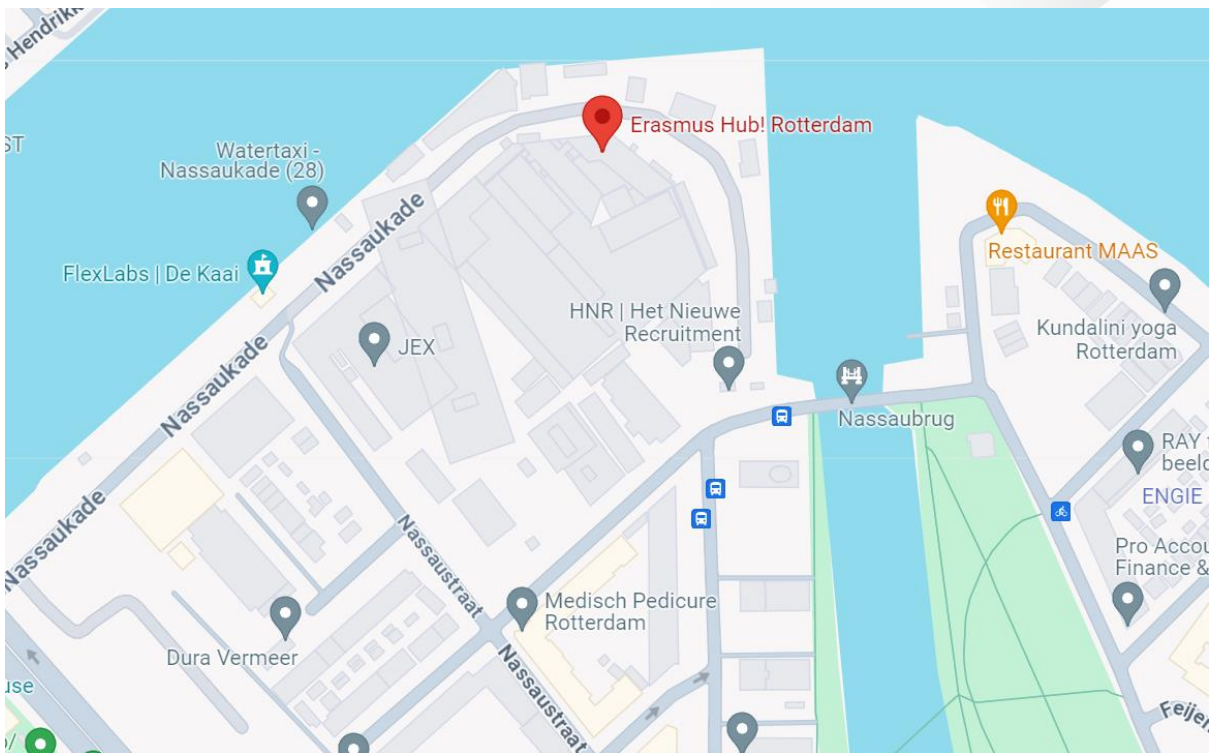 Hendrik
ST
Watertaxi -
Nassaukade (28)
Erasmus Hub! Rotterdam
FlexLabs | De Kaai
Nassaukade
JEX
HNR | Het Nieuwe
Recruitment
Restaurant MAAS
Kundalini yoga
Rotterdam
Nassaukade
Nassaubrug
RAY
beeld
ENGIE
Nassaukade
Nassaustraat
Pro Accou
Finance &
Medisch Pedicure
Rotterdam
Dura Vermeer
Nassaustraat
use
Feijen